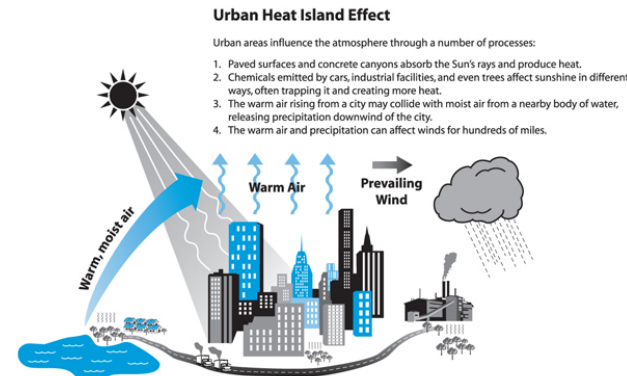 Urban Heat Island Effect
Urban areas influence the atmosphere through a number of processes:
1. Paved surfaces and concrete canyons absorb the Sun's rays and produce heat.
2. Chemicals emitted by cars, industrial facilities, and even trees affect sunshine in different
ways, often trapping it and creating more heat.
3. The warm air rising from a city may collide with moist air from a nearby body of water,
releasing precipitation downwind of the city.
4. The warm air and precipitation can affect winds for hundreds of miles.
Warm, moist air
Warm Air
Prevailing
Wind